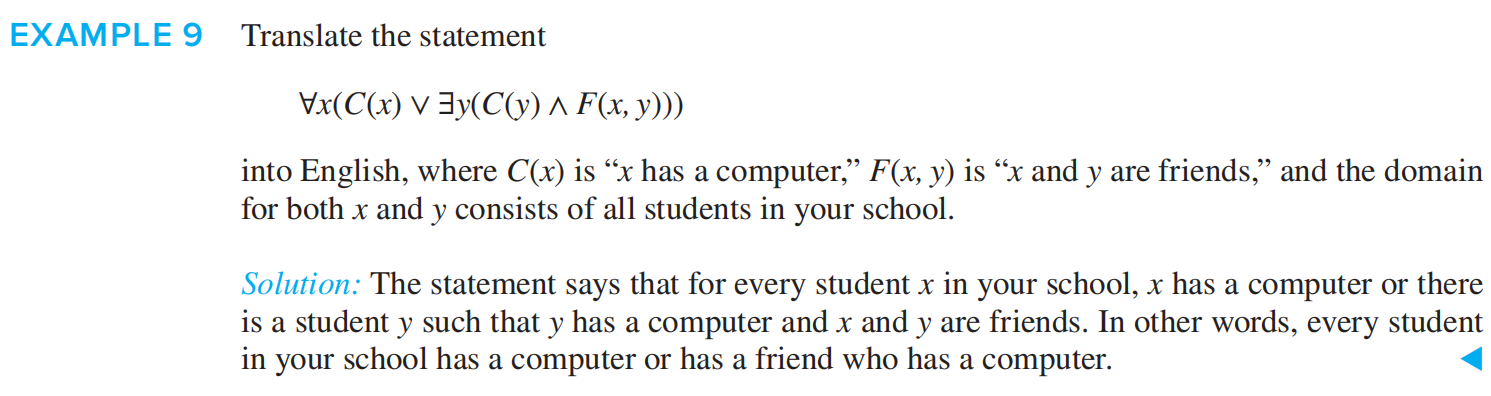 EXAMPLE 9 Translate the statement
∀x(C(x) ∨ ∃y(C(y) ∧ F(x, y)))
into English, where C(x) is “x has a computer,” F(x, y) is “x and y are friends,” and the domain
for both x and y consists of all students in your school.
Solution: The statement says that for every student x in your school, x has a computer or there
is a student y such that y has a computer and x and y are friends. In other words, every student
in your school has a computer or has a friend who has a computer.